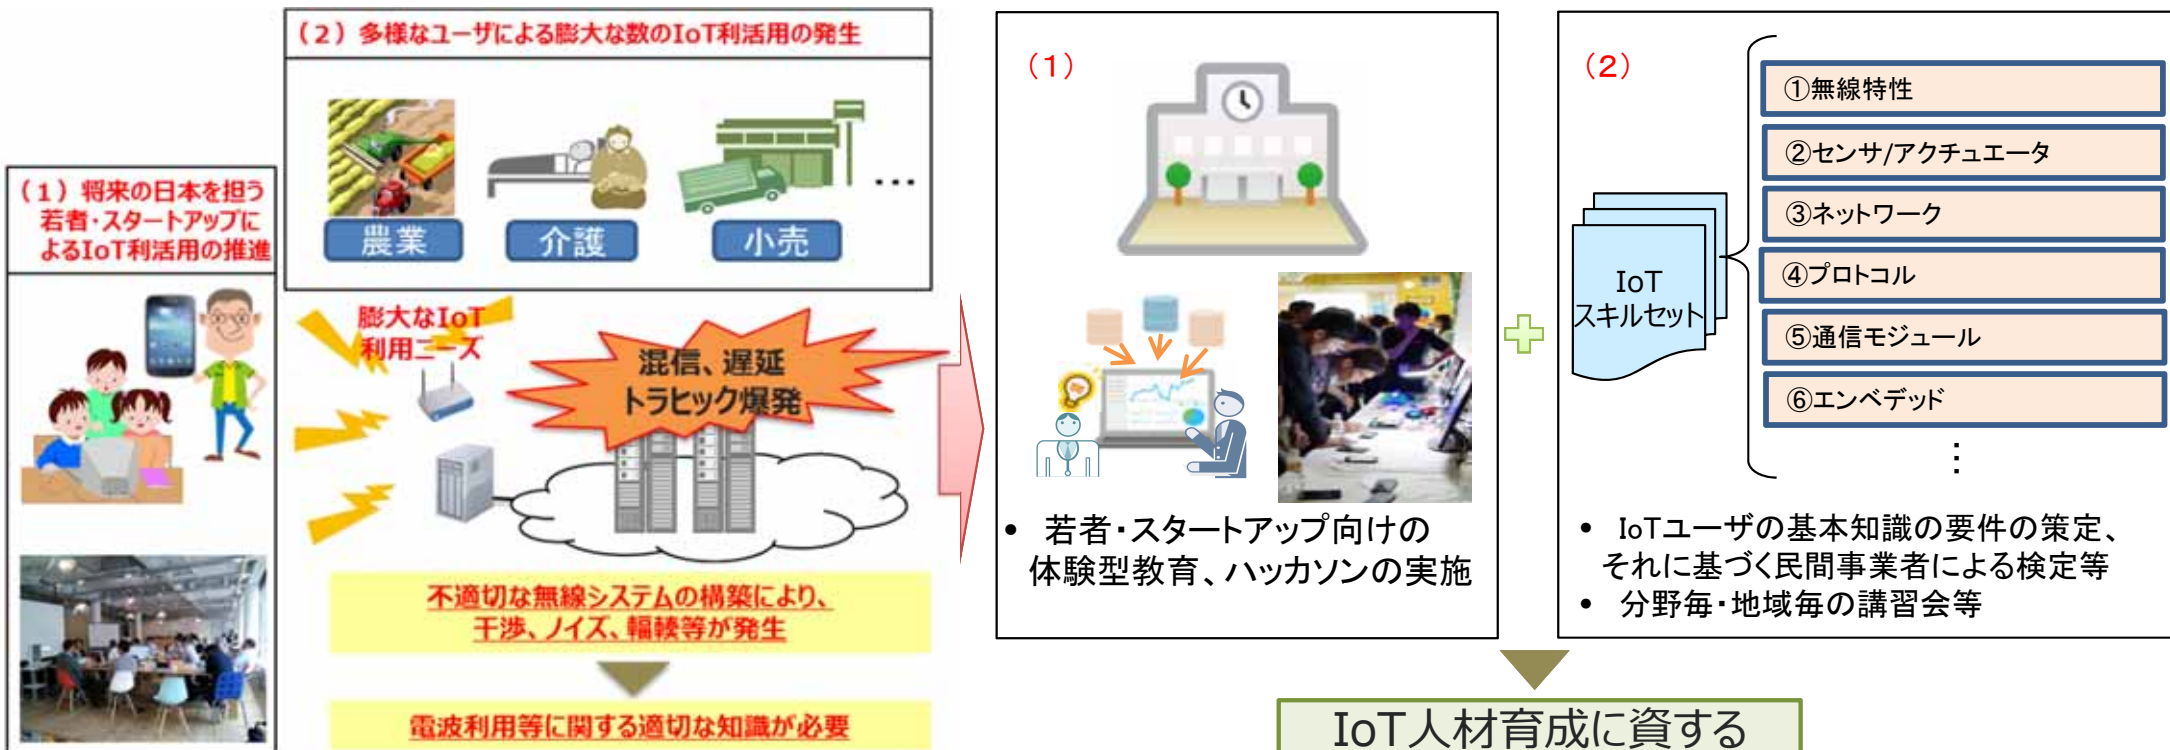 (2)多様なユーザによる膨大な数のIoT利活用の発生
農業
介護
小売
…
(1)将来の日本を担う
若者・スタートアップに
よるIoT利活用の推進
膨大なIoT
利用ニーズ
混信、遅延
トラヒック爆発
不適切な無線システムの構築により、
干渉、ノイズ、輻輳等が発生
電波利用等に関する適切な知識が必要
(1)
• 若者・スタートアップ向けの
体験型教育、ハッカソンの実施
(2)
IoT
スキルセット
①無線特性
②センサ/アクチュエータ
③ネットワーク
④プロトコル
⑤通信モジュール
⑥エンベデッド
⋮
• IoTユーザの基本知識の要件の策定、
それに基づく民間事業者による検定等
• 分野毎・地域毎の講習会等
IoT人材育成に資する